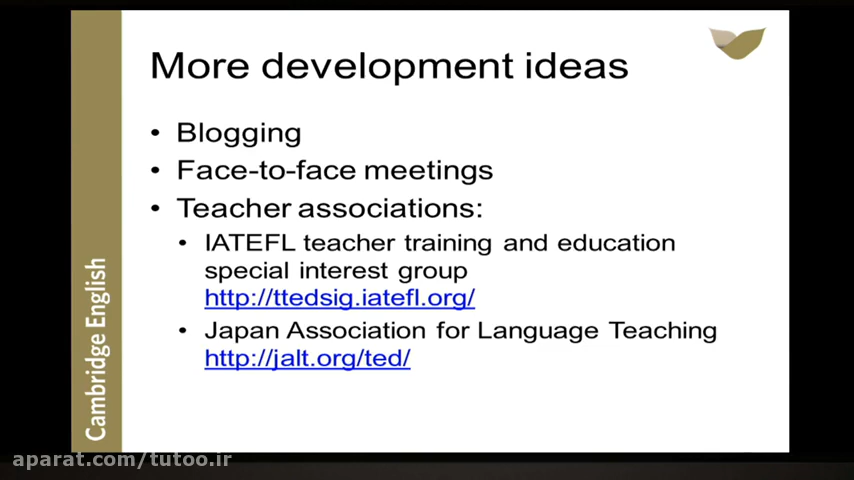 More development ideas
• Blogging
• Face-to-face meetings
• Teacher associations:
• IATEFL teacher training and education
special interest group
http://ttedsig.iatefl.org/
• Japan Association for Language Teaching
http://jalt.org/ted/
Cambridge English
aparat.com/tutoo.ir